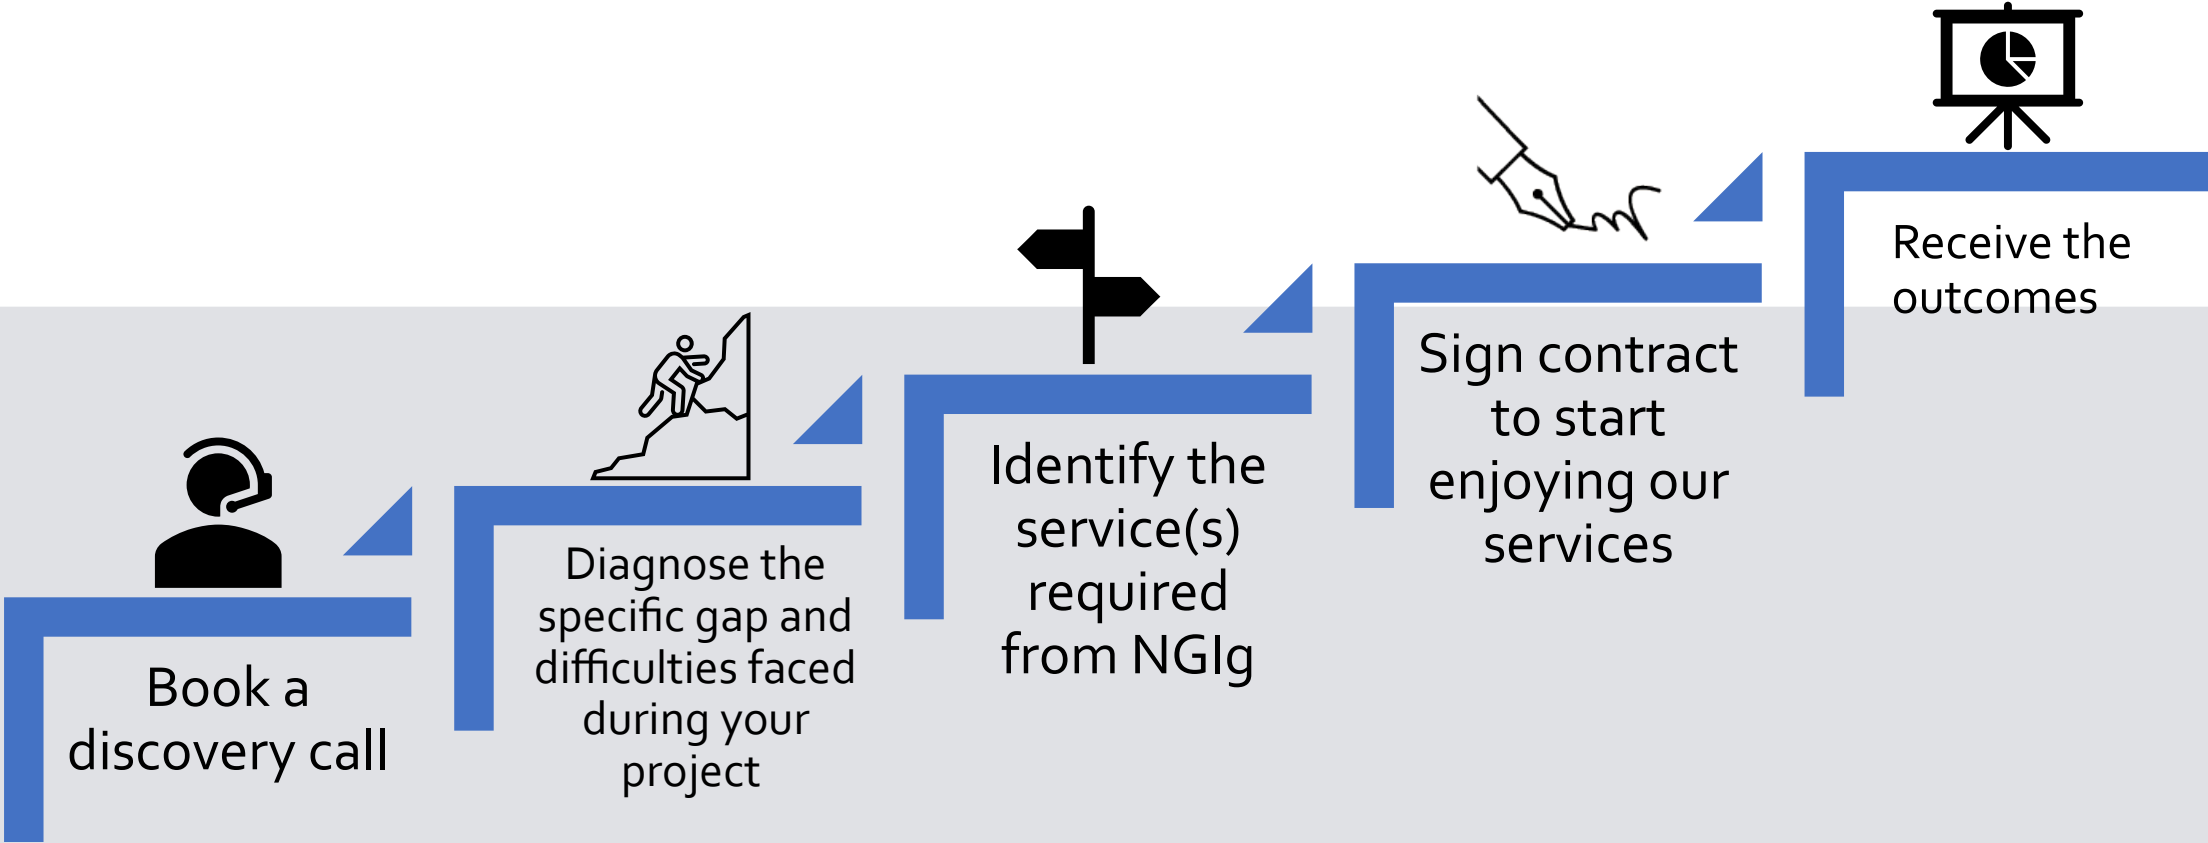 Book a
discovery call
Diagnose the
specific gap and
difficulties faced
during your
project
Identify the
service(s)
required
from NGIg
Sign contract
to start
enjoying our
services
Receive the
outcomes